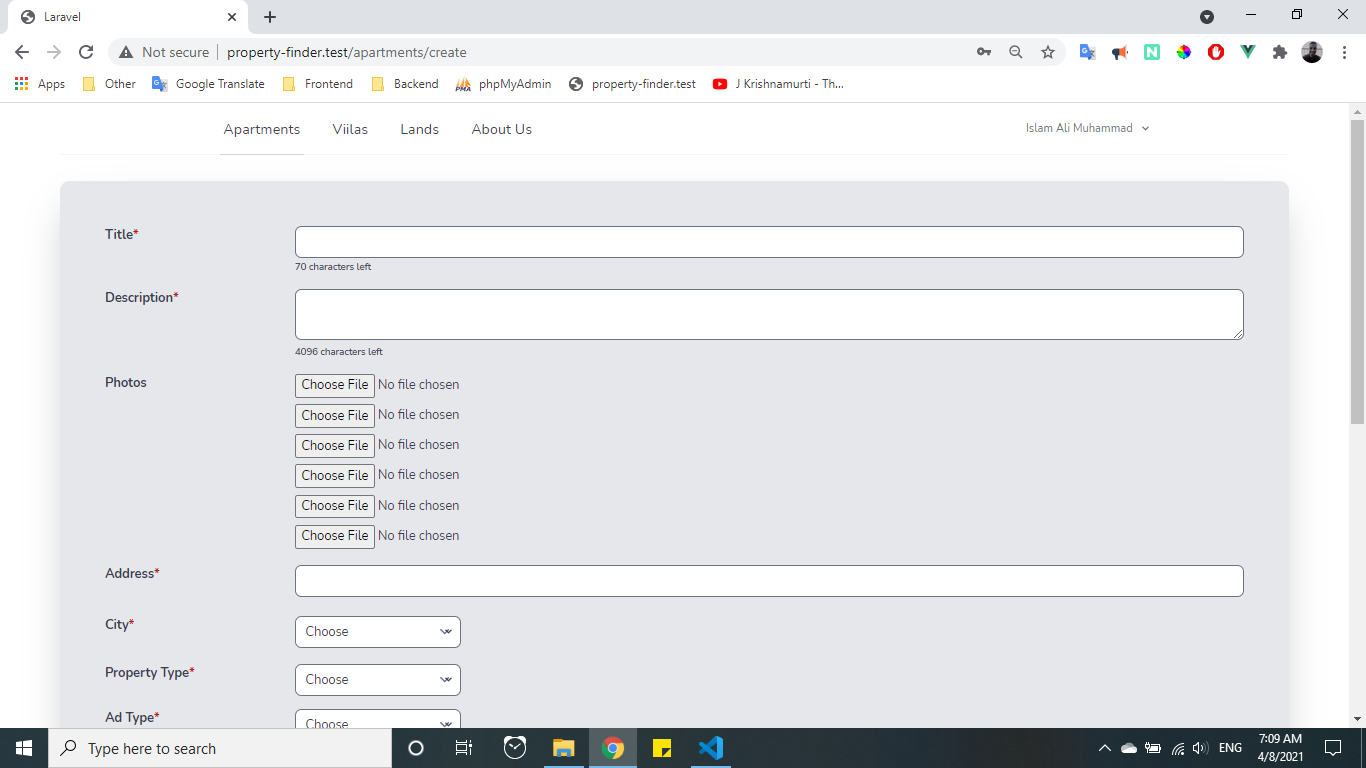 Laravel
Not secure property-finder.test/apartments/create
Apps Other Google Translate Frontend Backend phpMyAdmin property-finder.test J Krishnamurti - Th...
Apartments Viilas Lands About Us Islam Ali Muhammad
Title*
70 characters left
Description*
4096 characters left
Photos Choose File No file chosen
Choose File No file chosen
Choose File No file chosen
Choose File No file chosen
Choose File No file chosen
Choose File No file chosen
Address*
City* Choose
Property Type* Choose
Ad Type* Choose
Type here to search ENG 7:09 AM
4/8/2021